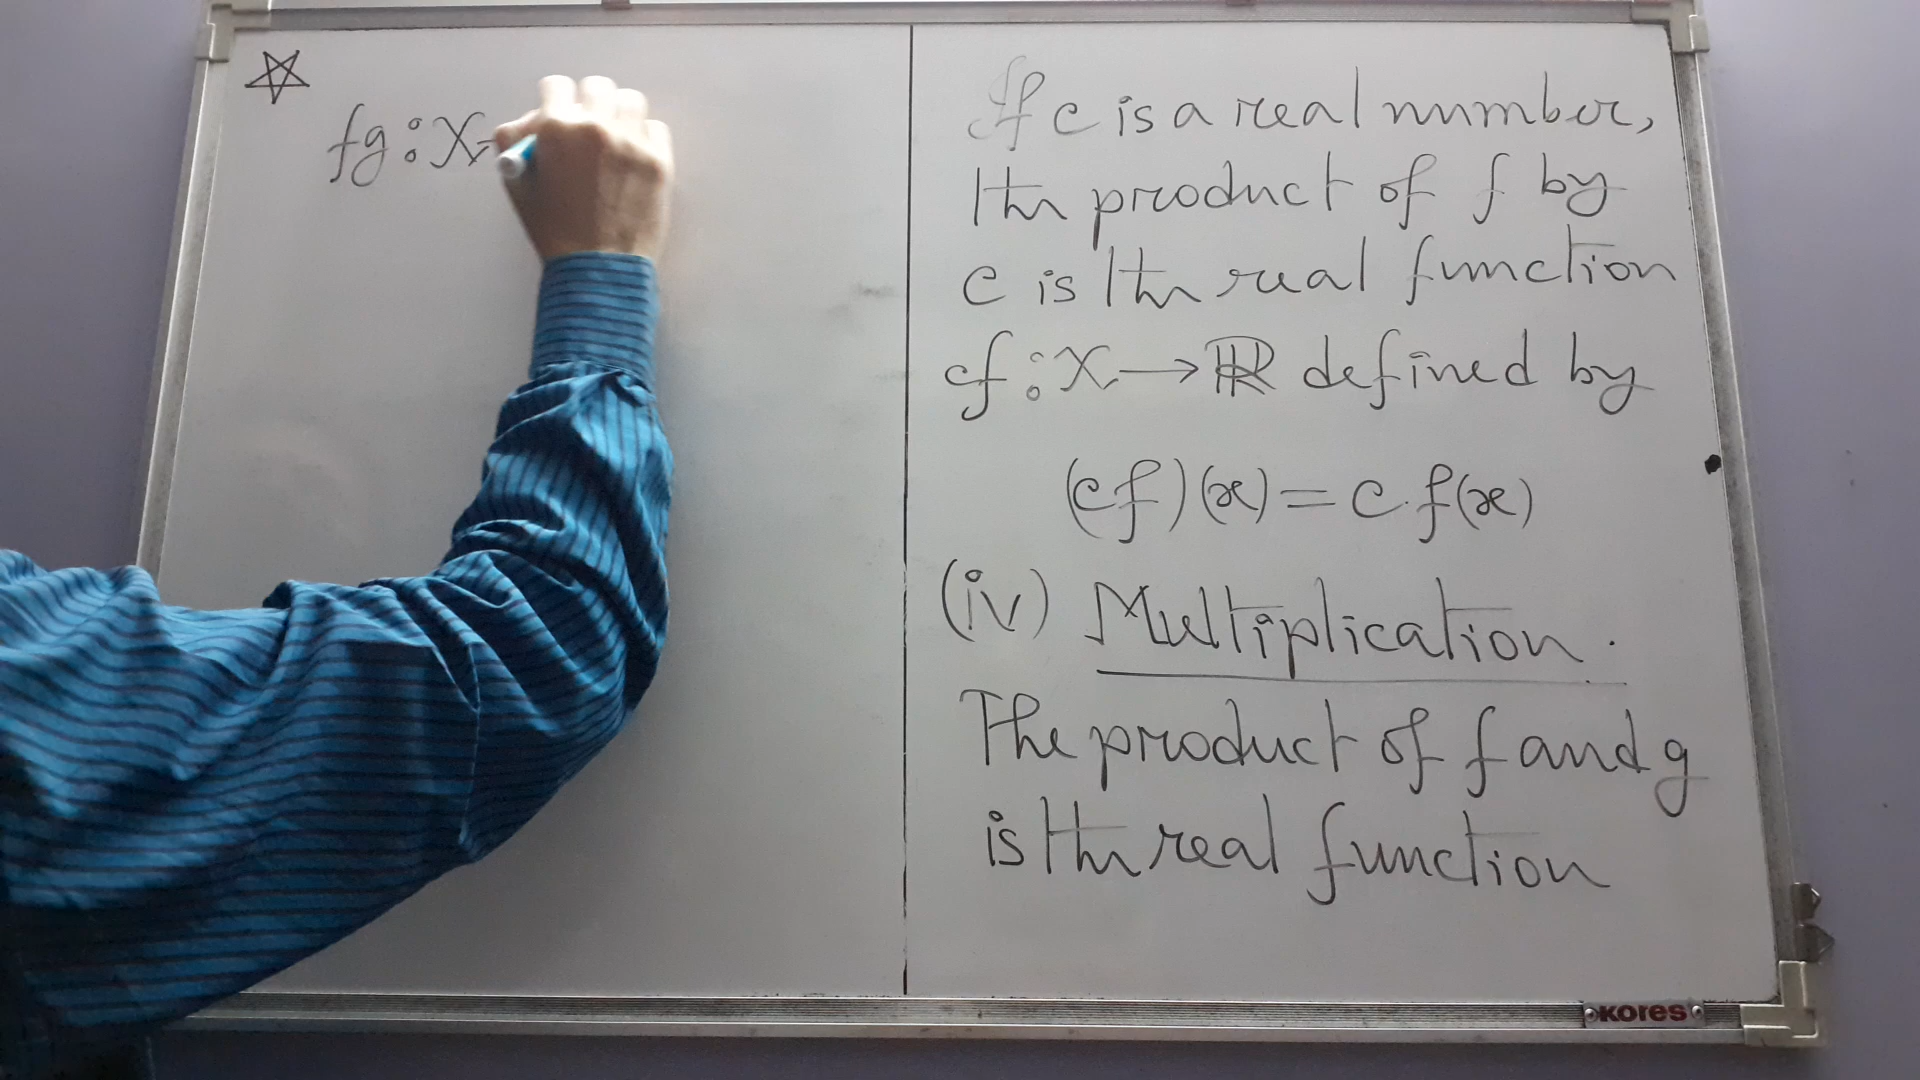 fg : X
If c is a real number,
the product of f by
c is the real function
cf : X → ℝ defined by
(cf)(x) = c f(x)
(iv) Multiplication.
The product of f and g
is the real function
KORES